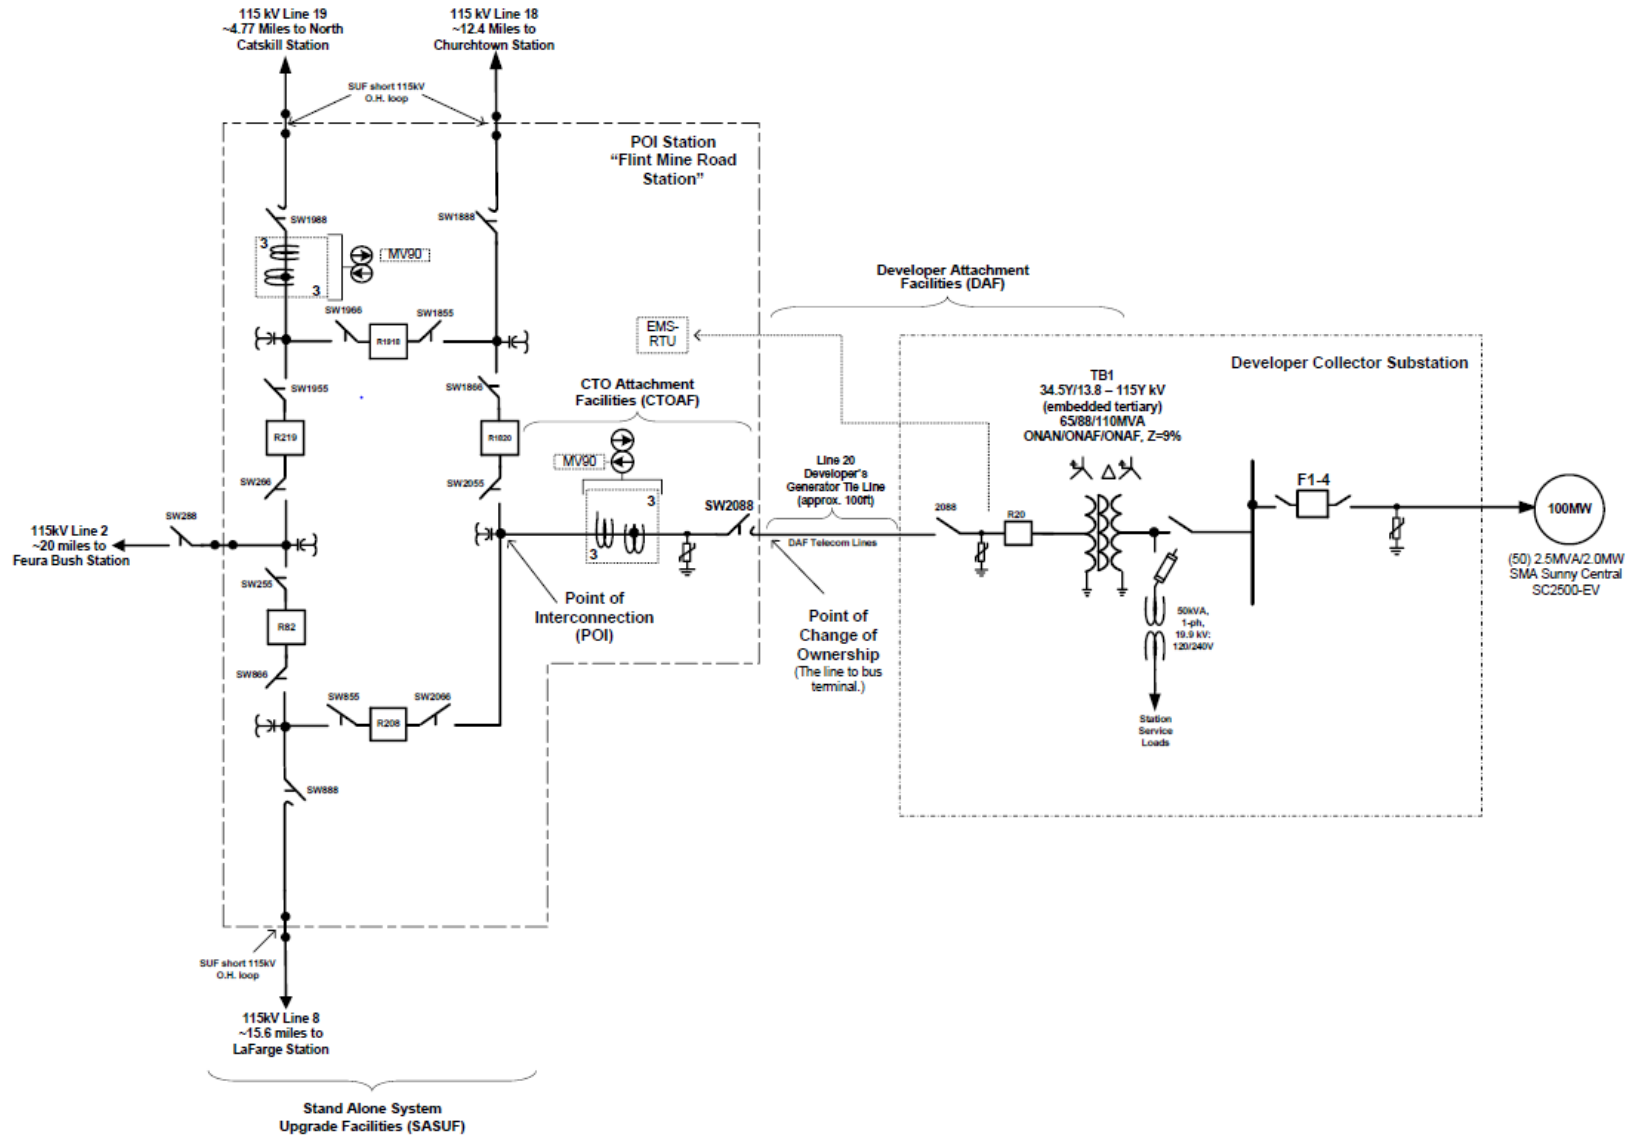 115 kV Line 19
~4.77 Miles to North
Catskill Station
115 kV Line 18
~12.4 Miles to
Churchtown Station
SUF short 115kV
O.H. loop
POI Station
“Flint Mine Road
Station”
SW1988
SW1888
3
3
MV90
SW1966
SW1855
R1818
EMS-
RTU
Developer Attachment
Facilities (DAF)
Developer Collector Substation
SW1955
SW1866
CTO Attachment
Facilities (CTOAF)
TB1
34.5Y/13.8 – 115Y kV
(embedded tertiary)
65/88/110MVA
ONAN/ONAF/ONAF, Z=9%
R219
R1820
MV90
SW266
SW2055
3
3
SW2088
Line 20
Developer's
Generator Tie Line
(approx. 100ft)
DAF Telecom Lines
2088
R20
F1-4
100MW
(50) 2.5MVA/2.0MW
SMA Sunny Central
SC2500-EV
SW288
115kV Line 2
~20 miles to
Feura Bush Station
SW255
R82
SW866
Point of
Interconnection
(POI)
Point of
Change of
Ownership
(The line to bus
terminal.)
50kVA,
1-ph,
19.9 kV:
120/240V
Station
Service
Loads
SW855
SW2066
R208
SW888
SUF short 115kV
O.H. loop
115kV Line 8
~15.6 miles to
LaFarge Station
Stand Alone System
Upgrade Facilities (SASUF)